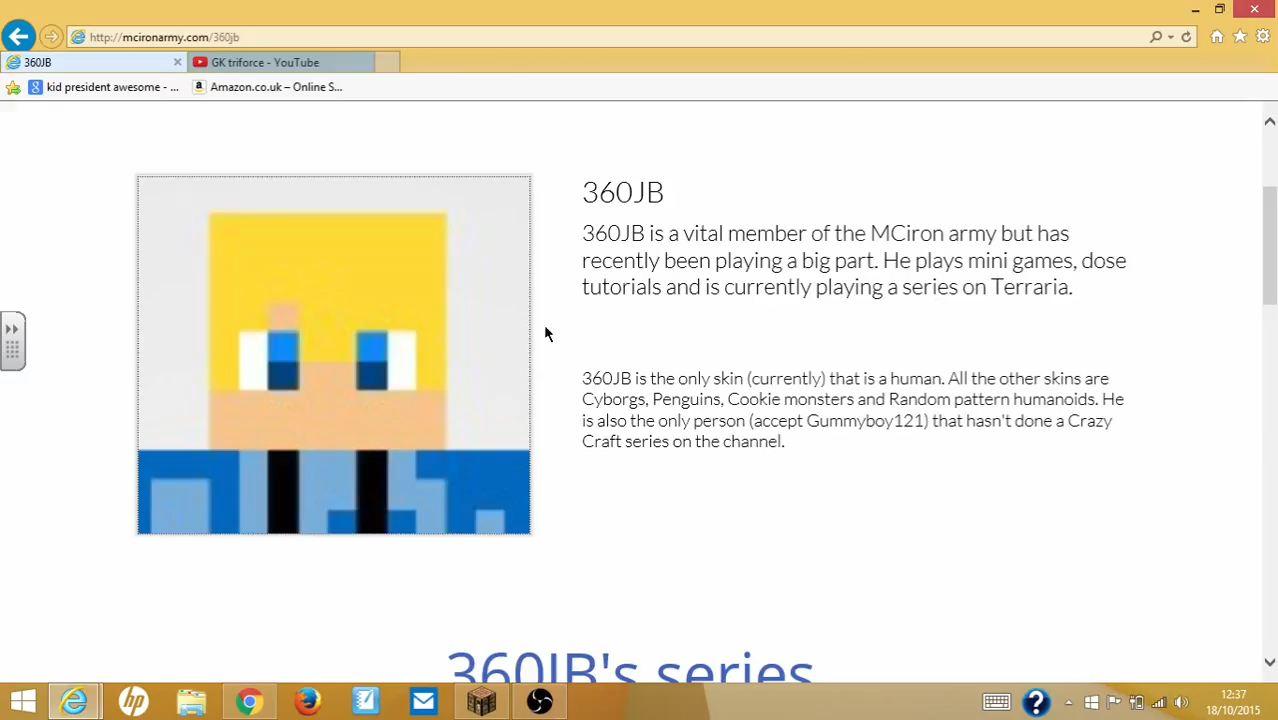 http://mcironarmy.com/360jb
360JB
GK triforce - YouTube
kid president awesome - ...
Amazon.co.uk – Online S...
360JB
360JB is a vital member of the MCiron army but has
recently been playing a big part. He plays mini games, dose
tutorials and is currently playing a series on Terraria.
360JB is the only skin (currently) that is a human. All the other skins are
Cyborgs, Penguins, Cookie monsters and Random pattern humanoids. He
is also the only person (accept Gummyboy121) that hasn't done a Crazy
Craft series on the channel.
360JB's series
12:37
18/10/2015